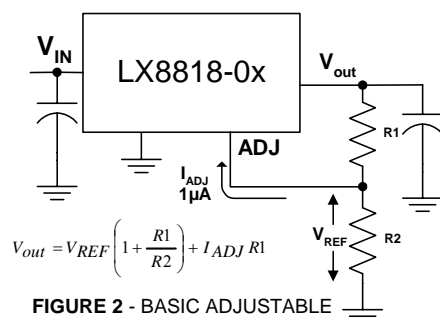 V_IN
LX8818-0x
V_out
R1
ADJ
I_ADJ
1µA
V_REF
R2
V_out = V_REF (1 + R1/R2) + I_ADJ R1
FIGURE 2 - BASIC ADJUSTABLE